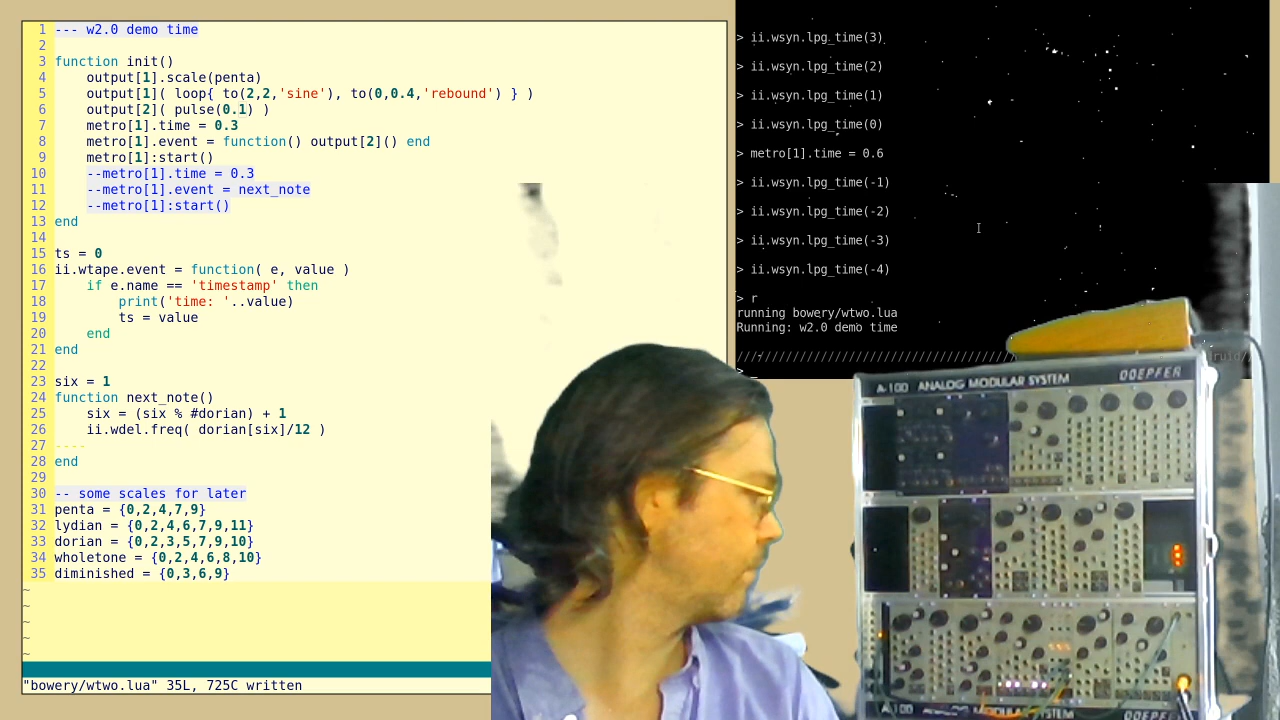 1 --- w2.0 demo time
2
3 function init()
4 output[1].scale(penta)
5 output[1]( loop{ to(2,2,'sine'), to(0,0.4,'rebound') } )
6 output[2]( pulse(0.1) )
7 metro[1].time = 0.3
8 metro[1].event = function() output[2]() end
9 metro[1]:start()
10 --metro[1].time = 0.3
11 --metro[1].event = next_note
12 --metro[1]:start()
13 end
14
15 ts = 0
16 ii.wtape.event = function( e, value )
17 if e.name == 'timestamp' then
18 print('time: '..value)
19 ts = value
20 end
21 end
22
23 six = 1
24 function next_note()
25 six = (six % #dorian) + 1
26 ii.wdel.freq( dorian[six]/12 )
27 ----
28 end
29
30 -- some scales for later
31 penta = {0,2,4,7,9}
32 lydian = {0,2,4,6,7,9,11}
33 dorian = {0,2,3,5,7,9,10}
34 wholetone = {0,2,4,6,8,10}
35 diminished = {0,3,6,9}
~
~
~
~
~
"bowery/wtwo.lua" 35L, 725C written
> ii.wsyn.lpg_time(3)
> ii.wsyn.lpg_time(2)
> ii.wsyn.lpg_time(1)
> ii.wsyn.lpg_time(0)
> metro[1].time = 0.6
> ii.wsyn.lpg_time(-1)
> ii.wsyn.lpg_time(-2)
> ii.wsyn.lpg_time(-3)
> ii.wsyn.lpg_time(-4)
> r
running bowery/wtwo.lua
Running: w2.0 demo time
//////////////////////////////////////druid//
> _
A-100 ANALOG MODULAR SYSTEM DOEPFER
A-100 ANALOG MODULAR SYSTEM DOEPFER